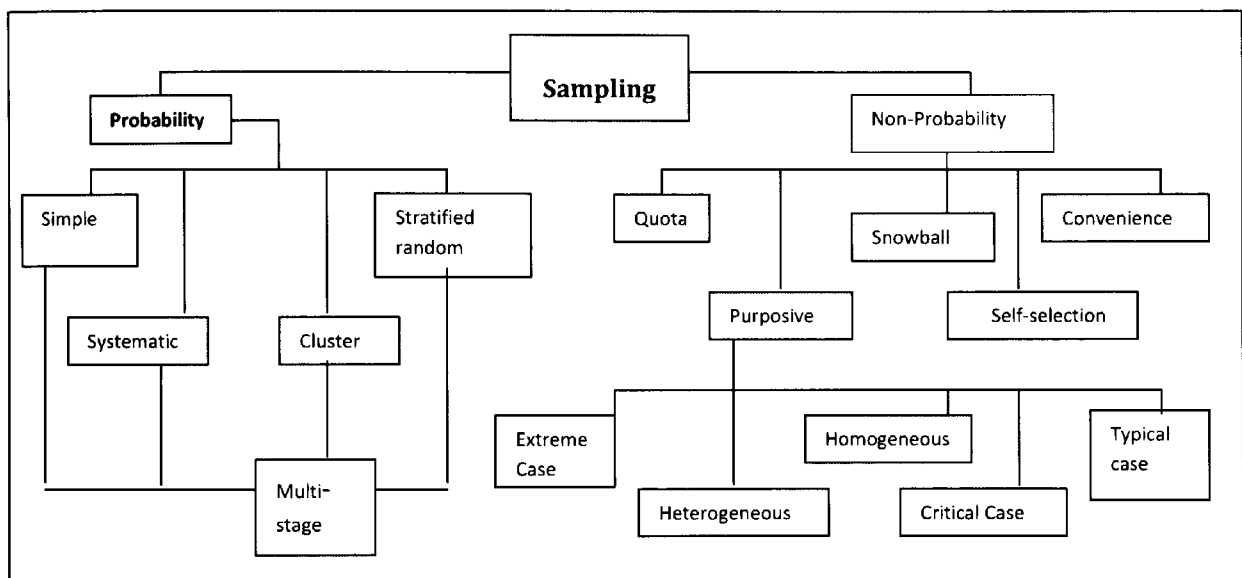 Sampling
Probability
Non-Probability
Simple
Stratified
random
Quota
Snowball
Convenience
Systematic
Cluster
Purposive
Self-selection
Extreme
Case
Homogeneous
Typical
case
Multi-
stage
Heterogeneous
Critical Case